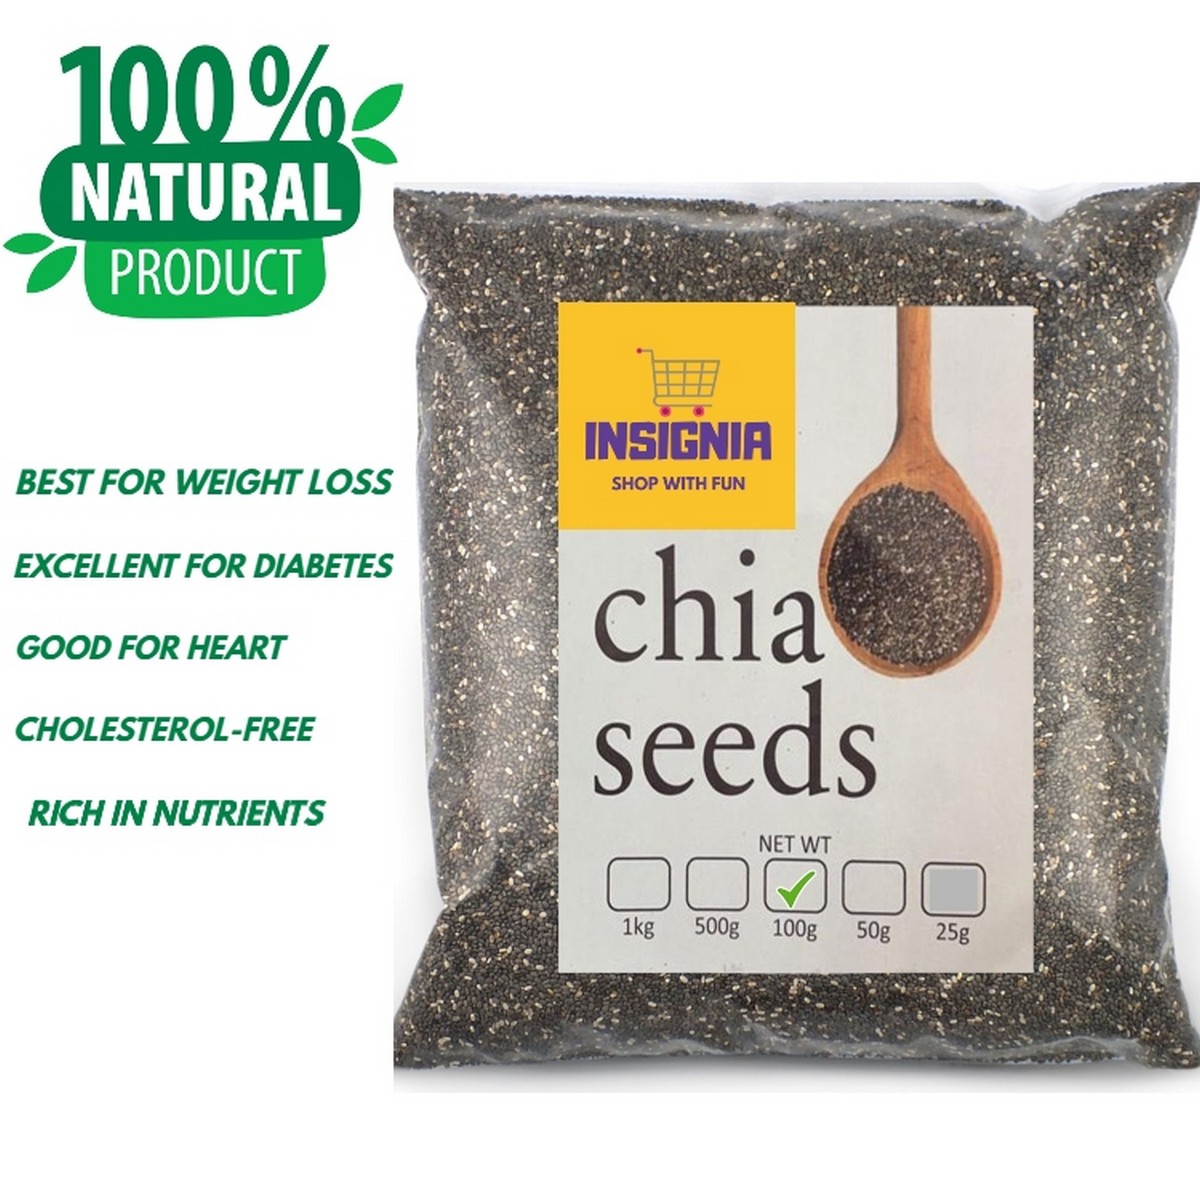 100%
NATURAL
PRODUCT
BEST FOR WEIGHT LOSS
EXCELLENT FOR DIABETES
GOOD FOR HEART
CHOLESTEROL-FREE
RICH IN NUTRIENTS
INSIGNIA
SHOP WITH FUN
chia
seeds
NET WT
1kg 500g 100g 50g 25g